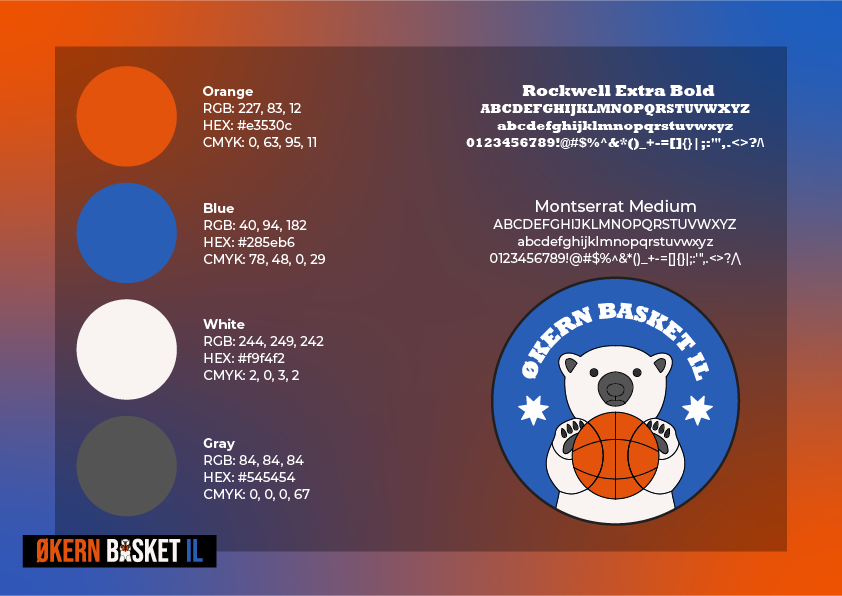 Orange
RGB: 227, 83, 12
HEX: #e3530c
CMYK: 0, 63, 95, 11
Blue
RGB: 40, 94, 182
HEX: #285eb6
CMYK: 78, 48, 0, 29
White
RGB: 244, 249, 242
HEX: #f9f4f2
CMYK: 2, 0, 3, 2
Gray
RGB: 84, 84, 84
HEX: #545454
CMYK: 0, 0, 0, 67
Rockwell Extra Bold
ABCDEFGHIJKLMNOPQRSTUVWXYZ
abcdefghijklmnopqrstuvwxyz
0123456789!@#$%^&*()_+-=[]{}|;:'",.<>?/\
Montserrat Medium
ABCDEFGHIJKLMNOPQRSTUVWXYZ
abcdefghijklmnopqrstuvwxyz
0123456789!@#$%^&*()_+-=[]{}|;:'",.<>?/\
ØKERN BASKET IL
ØKERN BASKET IL